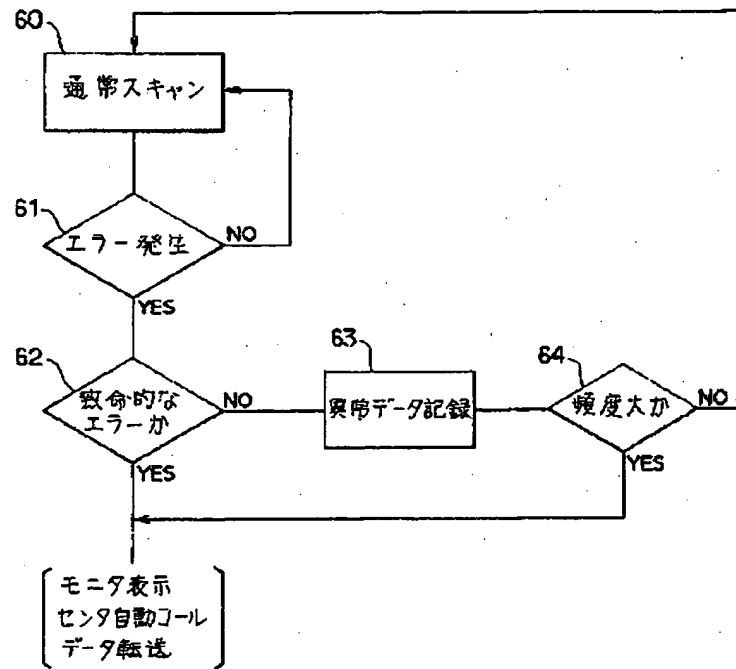 60
通常スキャン
61
エラー発生
NO
YES
62
致命的な
エラーか
NO
YES
63
異常データ記録
64
頻度大か
NO
YES
モニタ表示
センタ自動コール
データ転送